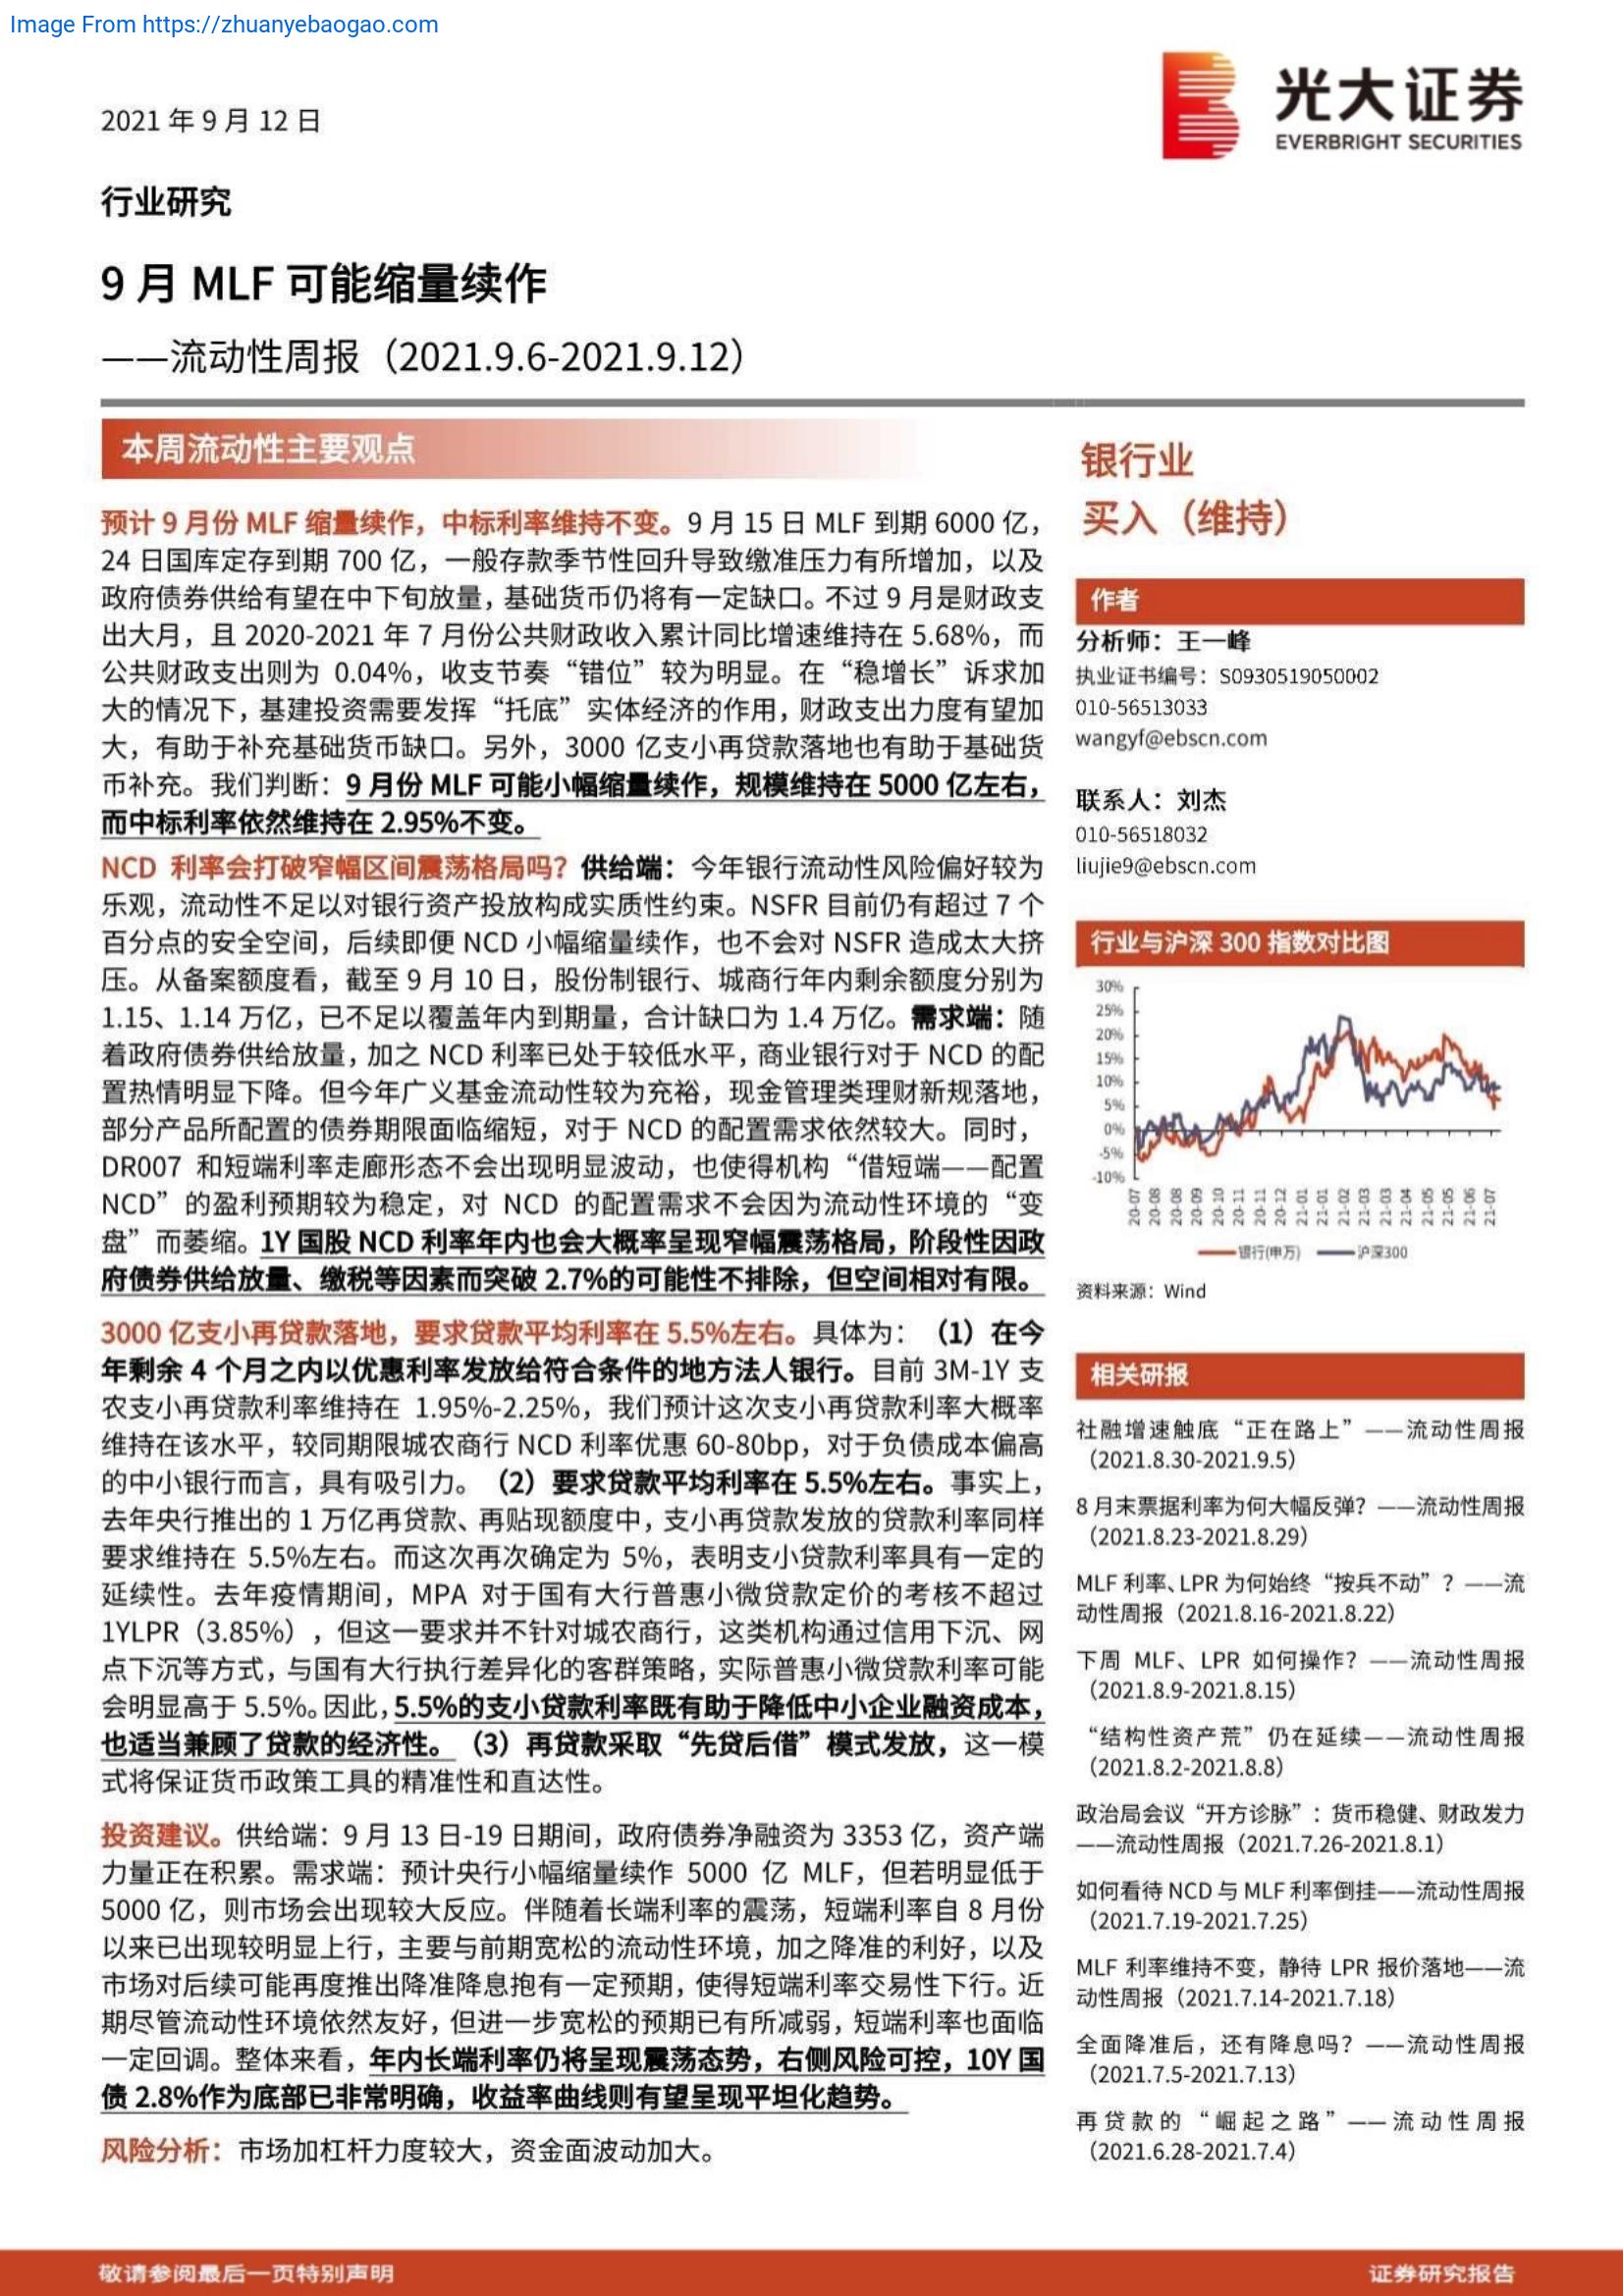 Image From https://zhuanyebaogao.com
光大证券
EVERBRIGHT SECURITIES
2021 年 9 月 12 日
行业研究
9 月 MLF 可能缩量续作
——流动性周报（2021.9.6-2021.9.12）
本周流动性主要观点
预计 9 月份 MLF 缩量续作，中标利率维持不变。9 月 15 日 MLF 到期 6000 亿，
24 日国库定存到期 700 亿，一般存款季节性回升导致缴准压力有所增加，以及
政府债券供给有望在中下旬放量，基础货币仍将有一定缺口。不过 9 月是财政支
出大月，且 2020-2021 年 7 月份公共财政收入累计同比增速维持在 5.68%，而
公共财政支出则为 0.04%，收支节奏“错位”较为明显。在“稳增长”诉求加
大的情况下，基建投资需要发挥“托底”实体经济的作用，财政支出力度有望加
大，有助于补充基础货币缺口。另外，3000 亿支小再贷款落地也有助于基础货
币补充。我们判断：9 月份 MLF 可能小幅缩量续作，规模维持在 5000 亿左右，
而中标利率依然维持在 2.95%不变。
NCD 利率会打破窄幅区间震荡格局吗？供给端：今年银行流动性风险偏好较为
乐观，流动性不足以对银行资产投放构成实质性约束。NSFR 目前仍有超过 7 个
百分点的安全空间，后续即便 NCD 小幅缩量续作，也不会对 NSFR 造成太大挤
压。从备案额度看，截至 9 月 10 日，股份制银行、城商行年内剩余额度分别为
1.15、1.14 万亿，已不足以覆盖年内到期量，合计缺口为 1.4 万亿。需求端：随
着政府债券供给放量，加之 NCD 利率已处于较低水平，商业银行对于 NCD 的配
置热情明显下降。但今年广义基金流动性较为充裕，现金管理类理财新规落地，
部分产品所配置的债券期限面临缩短，对于 NCD 的配置需求依然较大。同时，
DR007 和短端利率走廊形态不会出现明显波动，也使得机构“借短端——配置
NCD”的盈利预期较为稳定，对 NCD 的配置需求不会因为流动性环境的“变
盘”而萎缩。1Y 国股 NCD 利率年内也会大概率呈现窄幅震荡格局，阶段性因政
府债券供给放量、缴税等因素而突破 2.7%的可能性不排除，但空间相对有限。
3000 亿支小再贷款落地，要求贷款平均利率在 5.5%左右。具体为：（1）在今
年剩余 4 个月之内以优惠利率发放给符合条件的地方法人银行。目前 3M-1Y 支
农支小再贷款利率维持在 1.95%-2.25%，我们预计这次支小再贷款利率大概率
维持在该水平，较同期限城农商行 NCD 利率优惠 60-80bp，对于负债成本偏高
的中小银行而言，具有吸引力。（2）要求贷款平均利率在 5.5%左右。事实上，
去年央行推出的 1 万亿再贷款、再贴现额度中，支小再贷款发放的贷款利率同样
要求维持在 5.5%左右。而这次再次确定为 5%，表明支小贷款利率具有一定的
延续性。去年疫情期间，MPA 对于国有大行普惠小微贷款定价的考核不超过
1YLPR（3.85%），但这一要求并不针对城农商行，这类机构通过信用下沉、网
点下沉等方式，与国有大行执行差异化的客群策略，实际普惠小微贷款利率可能
会明显高于 5.5%。因此，5.5%的支小贷款利率既有助于降低中小企业融资成本，
也适当兼顾了贷款的经济性。（3）再贷款采取“先贷后借”模式发放，这一模
式将保证货币政策工具的精准性和直达性。
投资建议。供给端：9 月 13 日-19 日期间，政府债券净融资为 3353 亿，资产端
力量正在积累。需求端：预计央行小幅缩量续作 5000 亿 MLF，但若明显低于
5000 亿，则市场会出现较大反应。伴随着长端利率的震荡，短端利率自 8 月份
以来已出现较明显上行，主要与前期宽松的流动性环境，加之降准的利好，以及
市场对后续可能再度推出降准降息抱有一定预期，使得短端利率交易性下行。近
期尽管流动性环境依然友好，但进一步宽松的预期已有所减弱，短端利率也面临
一定回调。整体来看，年内长端利率仍将呈现震荡态势，右侧风险可控，10Y 国
债 2.8%作为底部已非常明确，收益率曲线则有望呈现平坦化趋势。
风险分析：市场加杠杆力度较大，资金面波动加大。
银行业
买入（维持）
作者
分析师：王一峰
执业证书编号：S0930519050002
010-56513033
wangyf@ebscn.com
联系人：刘杰
010-56518032
liujie9@ebscn.com
行业与沪深 300 指数对比图
30%
25%
20%
15%
10%
5%
0%
-5%
-10%
20-07 20-08 20-08 20-09 20-10 20-11 20-11 20-12 21-01 21-01 21-02 21-03 21-03 21-04 21-05 21-05 21-06 21-07
银行(申万) 沪深300
资料来源：Wind
相关研报
社融增速触底“正在路上”——流动性周报
（2021.8.30-2021.9.5）
8 月末票据利率为何大幅反弹？——流动性周报
（2021.8.23-2021.8.29）
MLF 利率、LPR 为何始终“按兵不动”？——流
动性周报（2021.8.16-2021.8.22）
下周 MLF、LPR 如何操作？——流动性周报
（2021.8.9-2021.8.15）
“结构性资产荒”仍在延续——流动性周报
（2021.8.2-2021.8.8）
政治局会议“开方诊脉”：货币稳健、财政发力
——流动性周报（2021.7.26-2021.8.1）
如何看待 NCD 与 MLF 利率倒挂——流动性周报
（2021.7.19-2021.7.25）
MLF 利率维持不变，静待 LPR 报价落地——流
动性周报（2021.7.14-2021.7.18）
全面降准后，还有降息吗？——流动性周报
（2021.7.5-2021.7.13）
再贷款的“崛起之路”——流动性周报
（2021.6.28-2021.7.4）
敬请参阅最后一页特别声明
证券研究报告